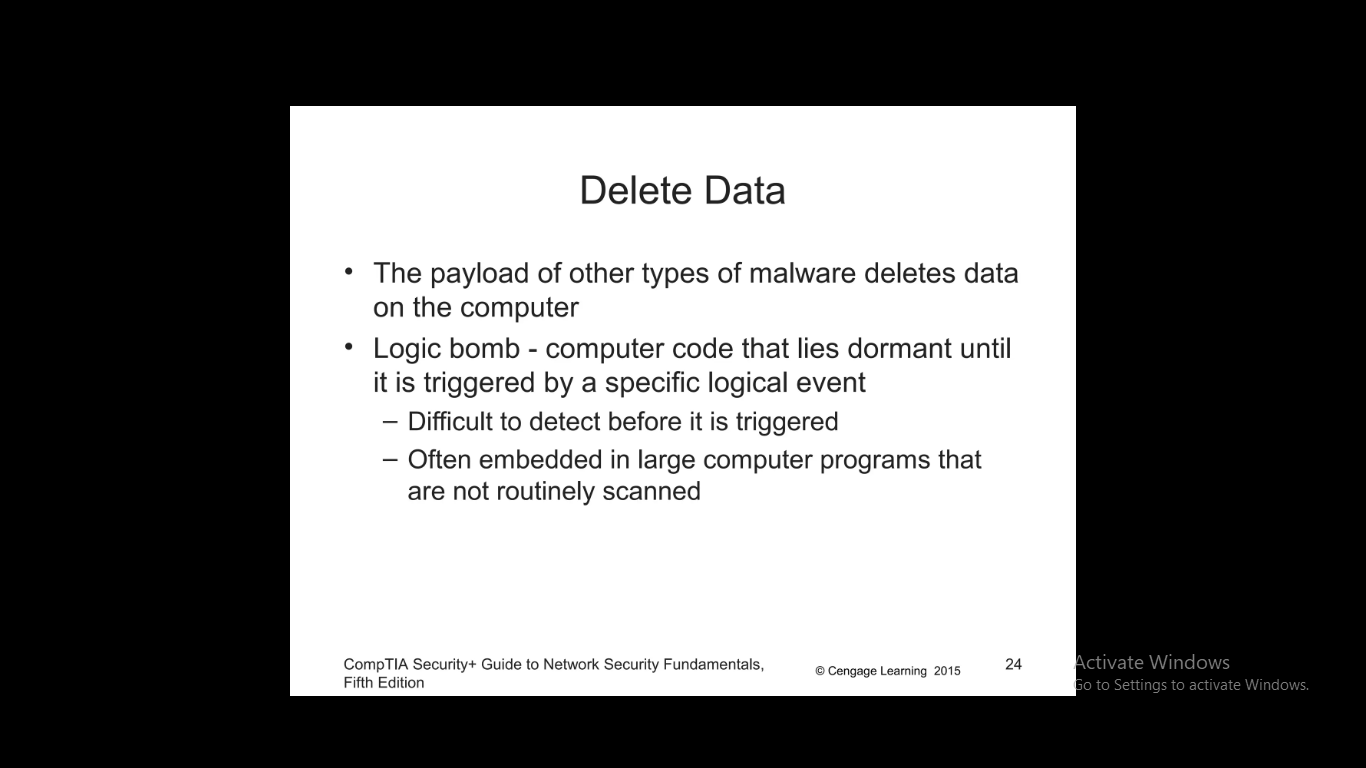 Delete Data
• The payload of other types of malware deletes data
on the computer
• Logic bomb - computer code that lies dormant until
it is triggered by a specific logical event
– Difficult to detect before it is triggered
– Often embedded in large computer programs that
are not routinely scanned
CompTIA Security+ Guide to Network Security Fundamentals,
Fifth Edition
© Cengage Learning 2015
24
Activate Windows
Go to Settings to activate Windows.